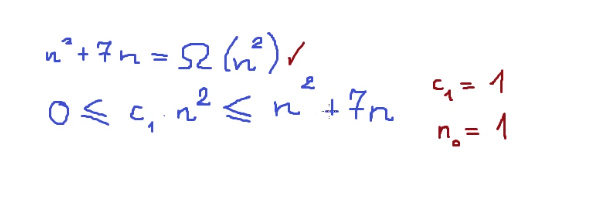 n² + 7n = Ω(n²) ✓
0 ≤ c₁ · n² ≤ n² + 7n
c₁ = 1
n₀ = 1